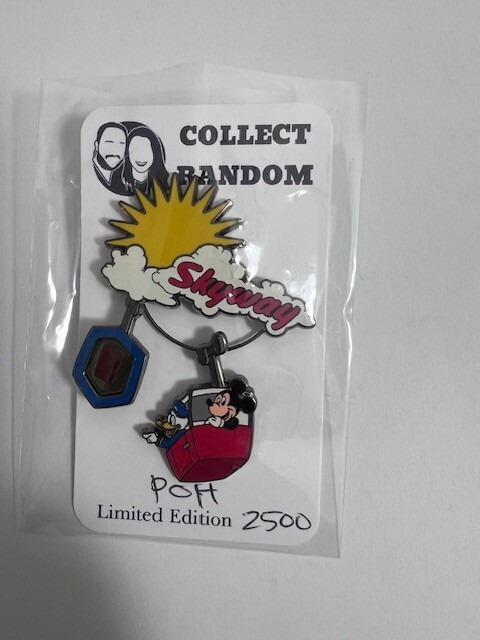 COLLECT
RANDOM
Skyway
POH
Limited Edition 2500